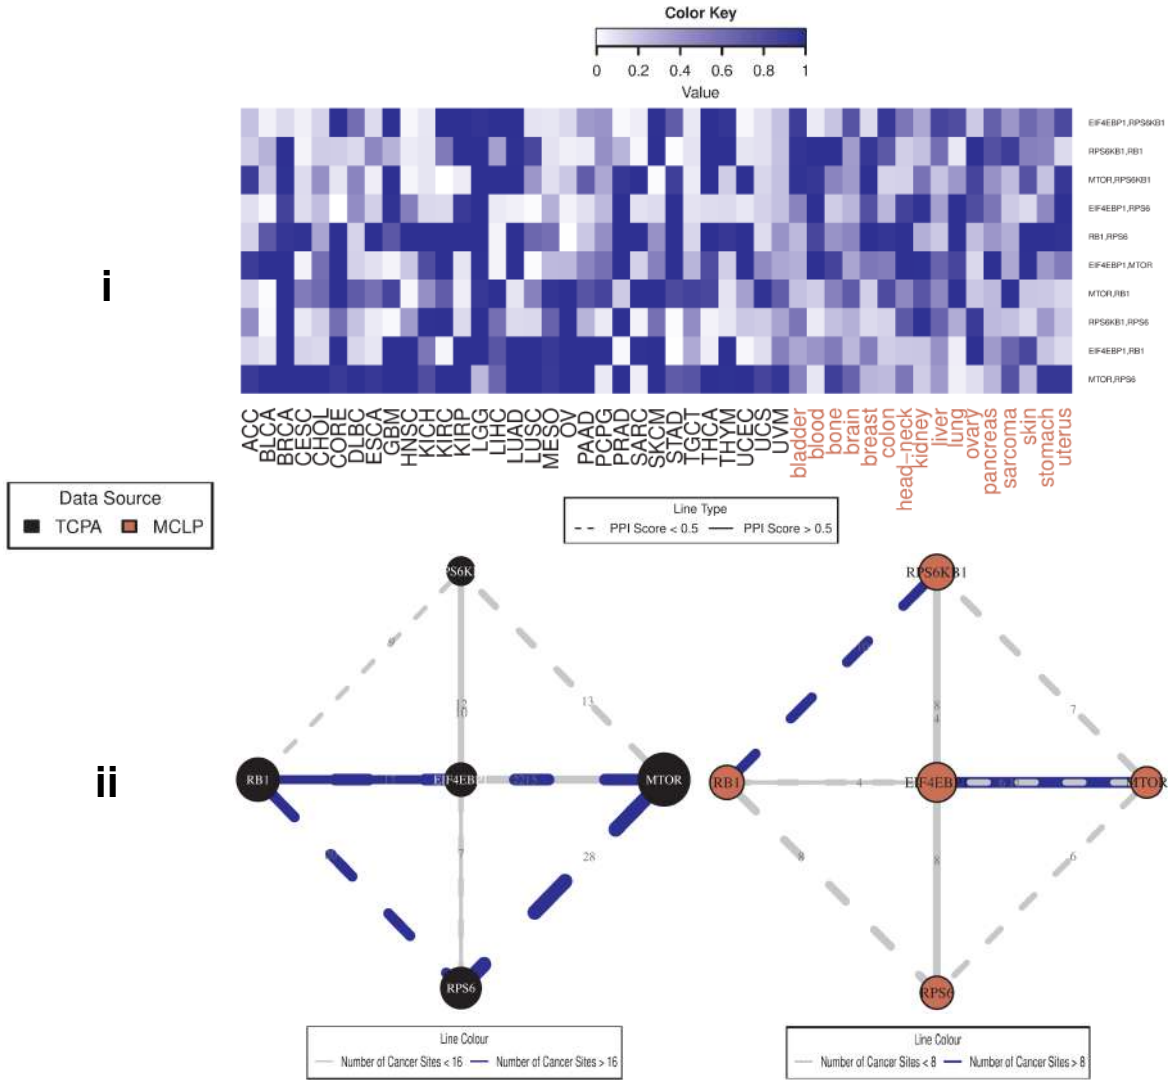 Color Key
0 0.2 0.4 0.6 0.8 1
Value
i
EIF4EBP1,RPS6KB1
RPS6KB1,RB1
MTOR,RPS6KB1
EIF4EBP1,RPS6
RB1,RPS6
EIF4EBP1,MTOR
MTOR,RB1
RPS6KB1,RPS6
EIF4EBP1,RB1
MTOR,RPS6
ACC BLCA BRCA CESC CHOL CORE DLBC ESCA GBM HNSC KICH KIRC KIRP LGG LIHC LUAD LUSC MESO OV PAAD PCPG PRAD SARC SKCM STAD TGCT THCA THYM UCEC UCS UVM bladder blood bone brain breast colon head-neck kidney liver lung ovary pancreas sarcoma skin stomach uterus
Data Source
TCPA MCLP
Line Type
PPI Score < 0.5 PPI Score > 0.5
ii
RPS6KB1
9
12
10
13
8
4
7
RB1 MTOR
RB1 4 MTOR
7 28
8 8 6
RPS6
RPS6
Line Colour
Number of Cancer Sites < 16 Number of Cancer Sites > 16
Line Colour
Number of Cancer Sites < 8 Number of Cancer Sites > 8